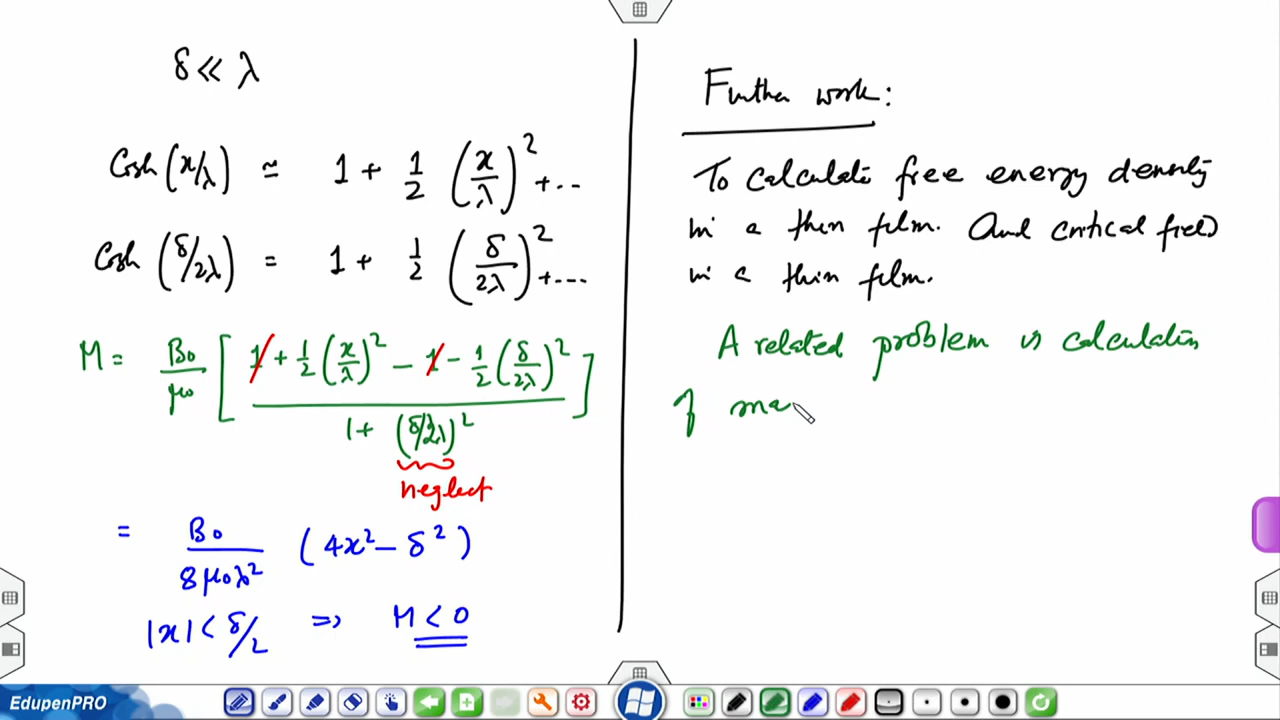 δ << λ
Cosh (x/λ) ≃ 1 + 1/2 (x/λ)² + ..
Cosh (δ/2λ) = 1 + 1/2 (δ/2λ)² + ....
M = B₀/μ₀ [ (1 + 1/2 (x/λ)² - 1 - 1/2 (δ/2λ)²) / (1 + (δ/2λ)²) ]
neglect
= B₀/8μ₀λ² (4x² - δ²)
|x| < δ/2 ⇒ M < 0
Further work:
To calculate free energy density
in a thin film. And critical field
in a thin film.
A related problem is calculation
of ma
EdupenPRO